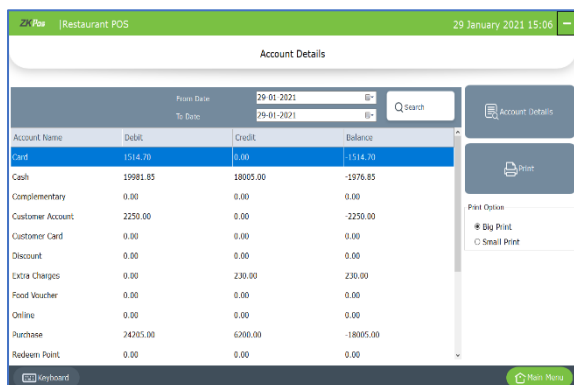 ZKPos |Restaurant POS 29 January 2021 15:06
Account Details
From Date 29-01-2021 Search
To Date 29-01-2021
Account Details
Print
Print Option
Big Print
Small Print
Account Name Debit Credit Balance
Card 1514.70 0.00 -1514.70
Cash 19981.85 18005.00 -1976.85
Complementary 0.00 0.00 0.00
Customer Account 2250.00 0.00 -2250.00
Customer Card 0.00 0.00 0.00
Discount 0.00 0.00 0.00
Extra Charges 0.00 230.00 230.00
Food Voucher 0.00 0.00 0.00
Online 0.00 0.00 0.00
Purchase 24205.00 6200.00 -18005.00
Redeem Point 0.00 0.00 0.00
Keyboard Main Menu